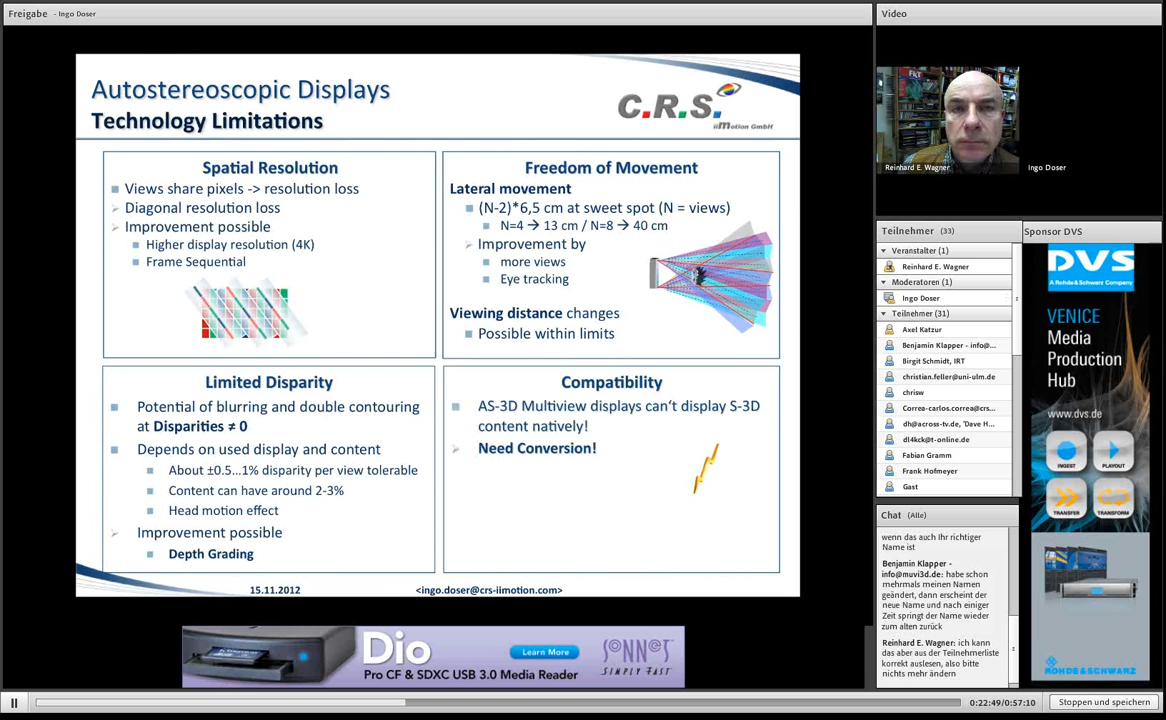 Freigabe - Ingo Doser
Autostereoscopic Displays
Technology Limitations
C.R.S.
iiMotion GmbH
Spatial Resolution
Views share pixels -> resolution loss
Diagonal resolution loss
Improvement possible
Higher display resolution (4K)
Frame Sequential
Freedom of Movement
Lateral movement
(N-2)*6,5 cm at sweet spot (N = views)
N=4 → 13 cm / N=8 → 40 cm
Improvement by
more views
Eye tracking
Viewing distance changes
Possible within limits
Limited Disparity
Potential of blurring and double contouring
at Disparities ≠ 0
Depends on used display and content
About ±0.5...1% disparity per view tolerable
Content can have around 2-3%
Head motion effect
Improvement possible
Depth Grading
Compatibility
AS-3D Multiview displays can't display S-3D
content natively!
Need Conversion!
15.11.2012
<ingo.doser@crs-iimotion.com>
Dio
Pro CF & SDXC USB 3.0 Media Reader
Learn More
SONNET
SIMPLY FAST
Video
Reinhard E. Wagner
Ingo Doser
Teilnehmer (33)
Veranstalter (1)
Reinhard E. Wagner
Moderatoren (1)
Ingo Doser
Teilnehmer (31)
Axel Katzur
Benjamin Klapper - info@...
Birgit Schmidt, IRT
christian.feller@uni-ulm.de
chrisw
Correa-carlos.correa@crs...
dh@across-tv.de, 'Dave H...
dl4kck@t-online.de
Fabian Gramm
Frank Hofmeyer
Gast
Chat (Alle)
wenn das auch Ihr richtiger
Name ist
Benjamin Klapper -
info@muvi3d.de: habe schon
mehrmals meinen Namen
geändert, dann erscheint der
neue Name und nach einiger
Zeit springt der Name wieder
zum alten zurück
Reinhard E. Wagner: ich kann
das aber aus der Teilnehmerliste
korrekt auslesen, also bitte
nichts mehr ändern
Sponsor DVS
DVS
A Rohde&Schwarz Company
VENICE
Media
Production
Hub
www.dvs.de
INGEST
PLAYOUT
TRANSFER
TRANSFORM
ROHDE&SCHWARZ
0:22:49/0:57:10
Stoppen und speichern